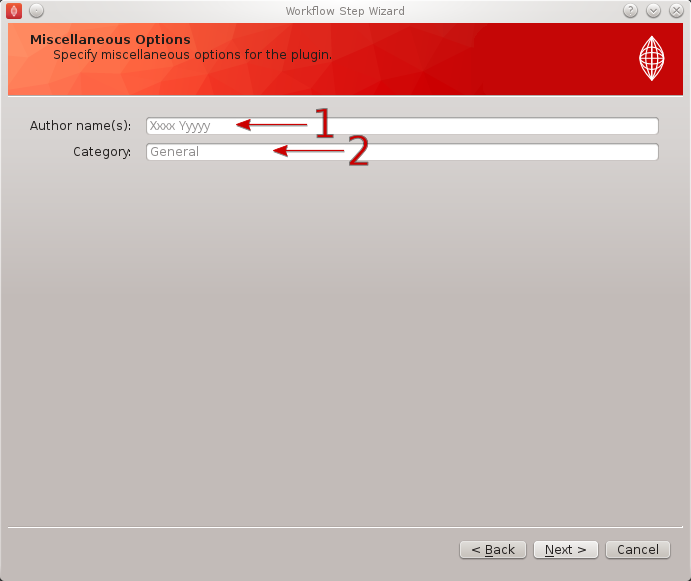 Workflow Step Wizard
Miscellaneous Options
Specify miscellaneous options for the plugin.
Author name(s): Xxxx Yyyyy 1
Category: General 2
< Back Next > Cancel